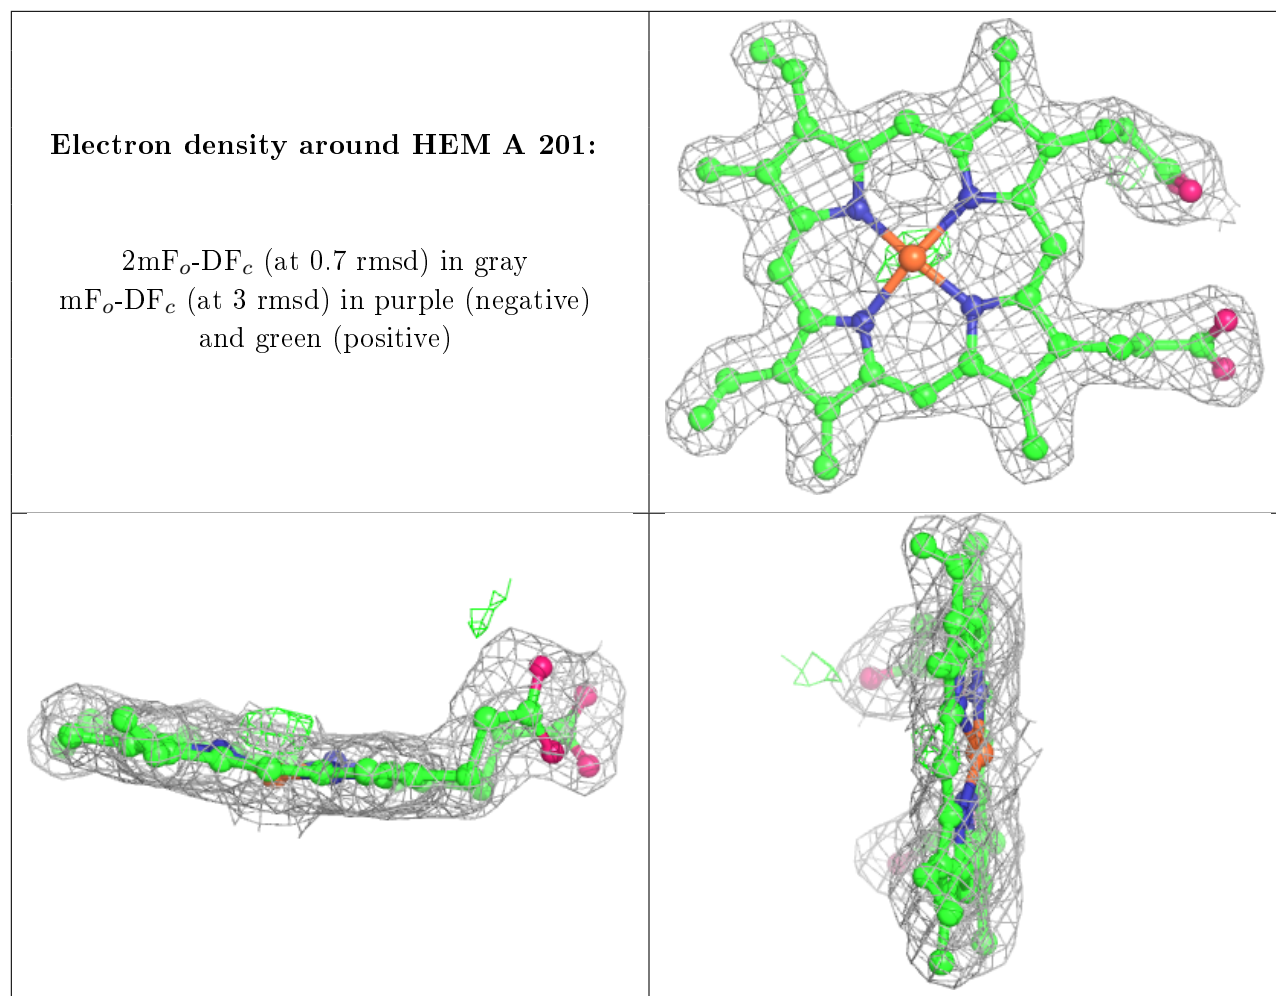 Electron density around HEM A 201:
2mFₒ-DF𝒸 (at 0.7 rmsd) in gray
mFₒ-DF𝒸 (at 3 rmsd) in purple (negative)
and green (positive)